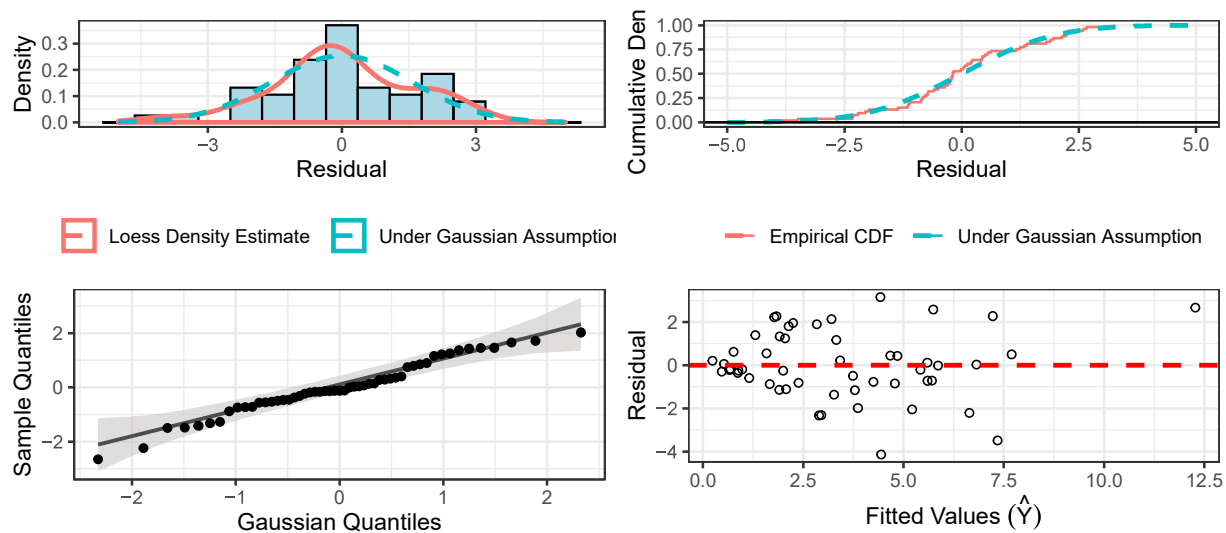 Density
0.3
0.2
0.1
0.0
−3
0
3
Residual
Cumulative Den
1.00
0.75
0.50
0.25
0.00
−5.0
−2.5
0.0
2.5
5.0
Residual
Loess Density Estimate
Under Gaussian Assumption
Empirical CDF
Under Gaussian Assumption
Sample Quantiles
2
0
−2
−2
−1
0
1
2
Gaussian Quantiles
Residual
2
0
−2
−4
0.0
2.5
5.0
7.5
10.0
12.5
Fitted Values (Ŷ)